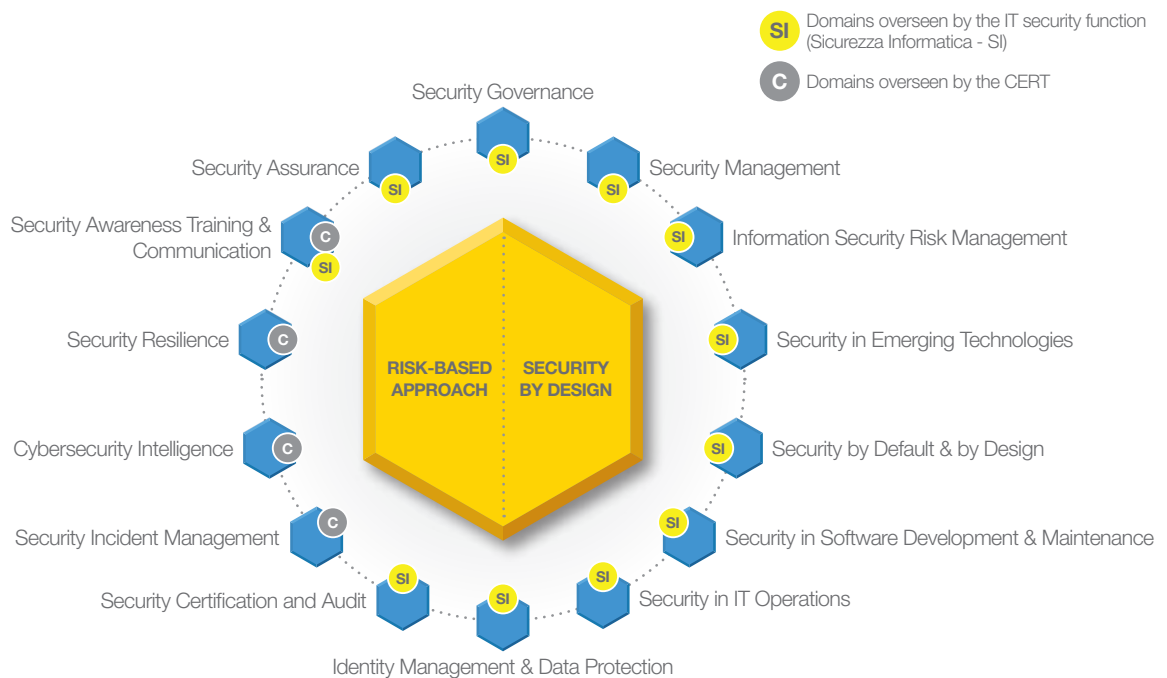 SI Domains overseen by the IT security function
(Sicurezza Informatica - SI)
C Domains overseen by the CERT
Security Governance
SI
Security Assurance
SI
Security Management
SI
Security Awareness Training &
Communication
C
SI
Information Security Risk Management
SI
Security Resilience
C
Security in Emerging Technologies
SI
RISK-BASED
APPROACH
SECURITY
BY DESIGN
Cybersecurity Intelligence
C
Security by Default & by Design
SI
Security Incident Management
C
Security in Software Development & Maintenance
SI
Security Certification and Audit
SI
Security in IT Operations
SI
Identity Management & Data Protection
SI